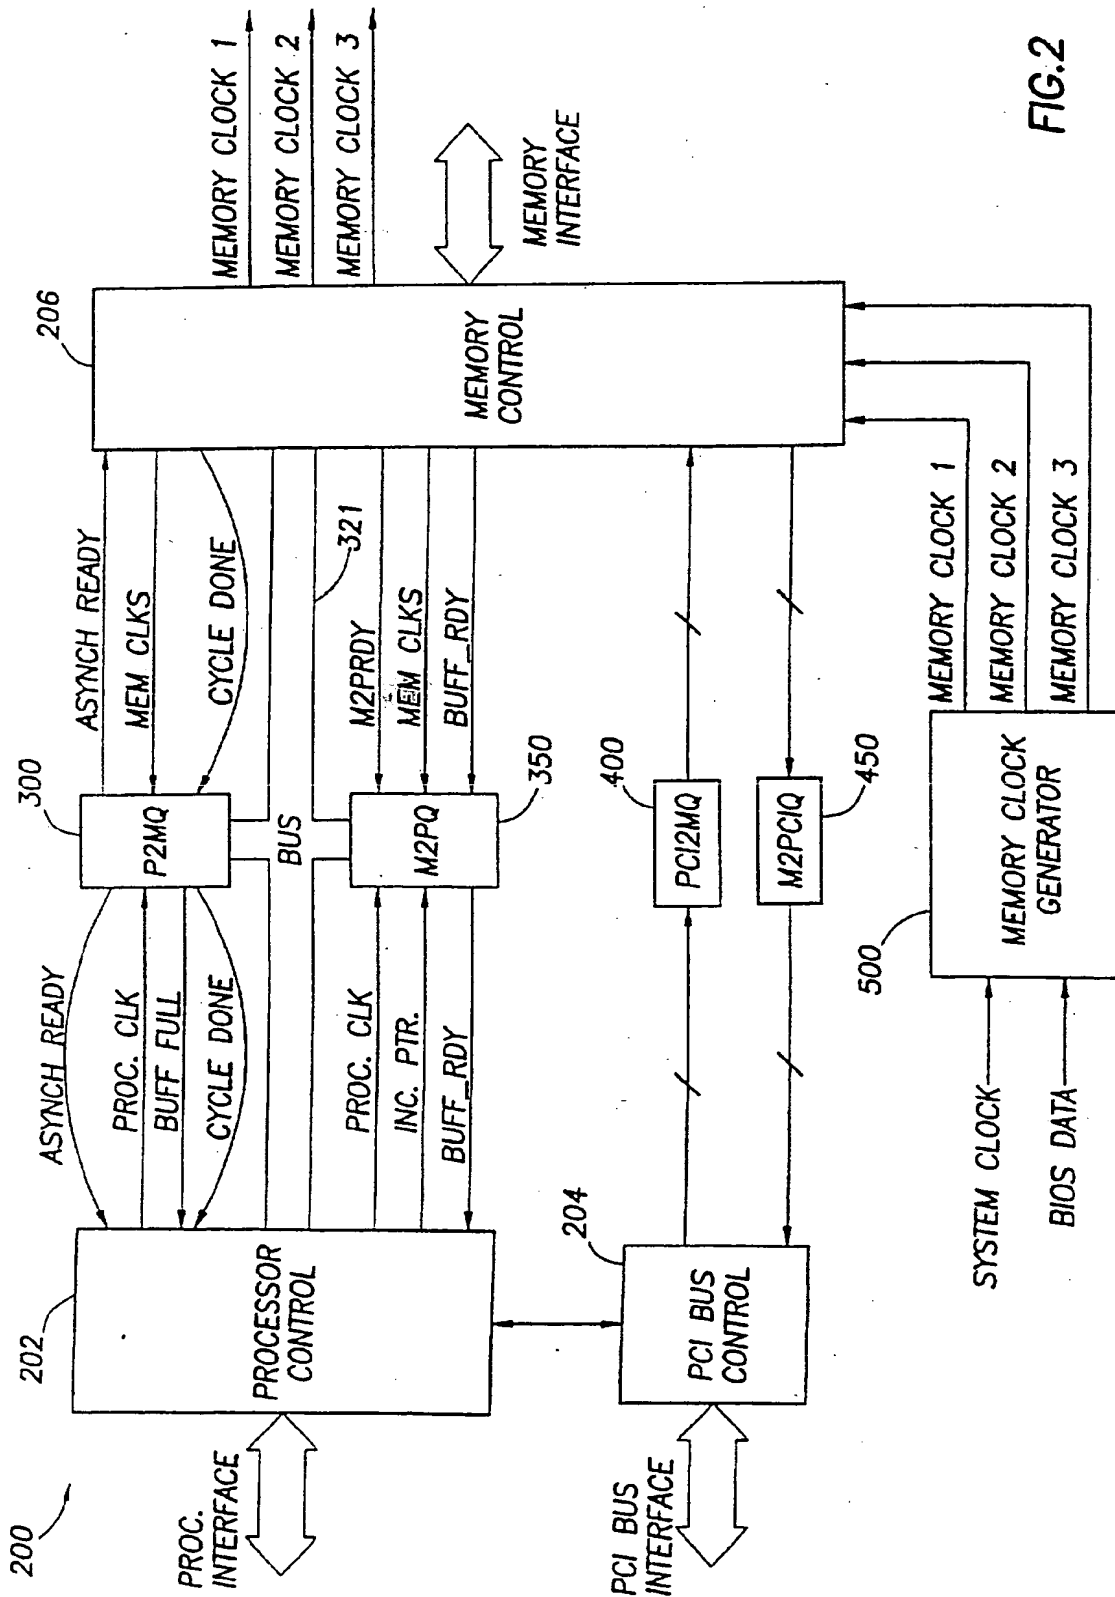 200
PROC.
INTERFACE
202
PROCESSOR
CONTROL
ASYNCH READY
PROC. CLK
BUFF FULL
CYCLE DONE
PROC. CLK
INC. PTR.
BUFF_RDY
300
P2MQ
BUS
M2PQ
350
ASYNCH READY
MEM CLKS
CYCLE DONE
321
M2PRDY
MEM CLKS
BUFF_RDY
206
MEMORY
CONTROL
MEMORY CLOCK 1
MEMORY CLOCK 2
MEMORY CLOCK 3
MEMORY
INTERFACE
PCI BUS
INTERFACE
204
PCI BUS
CONTROL
400
PCI2MQ
M2PCIQ
450
500
SYSTEM CLOCK
BIOS DATA
MEMORY CLOCK
GENERATOR
MEMORY CLOCK 1
MEMORY CLOCK 2
MEMORY CLOCK 3
FIG.2